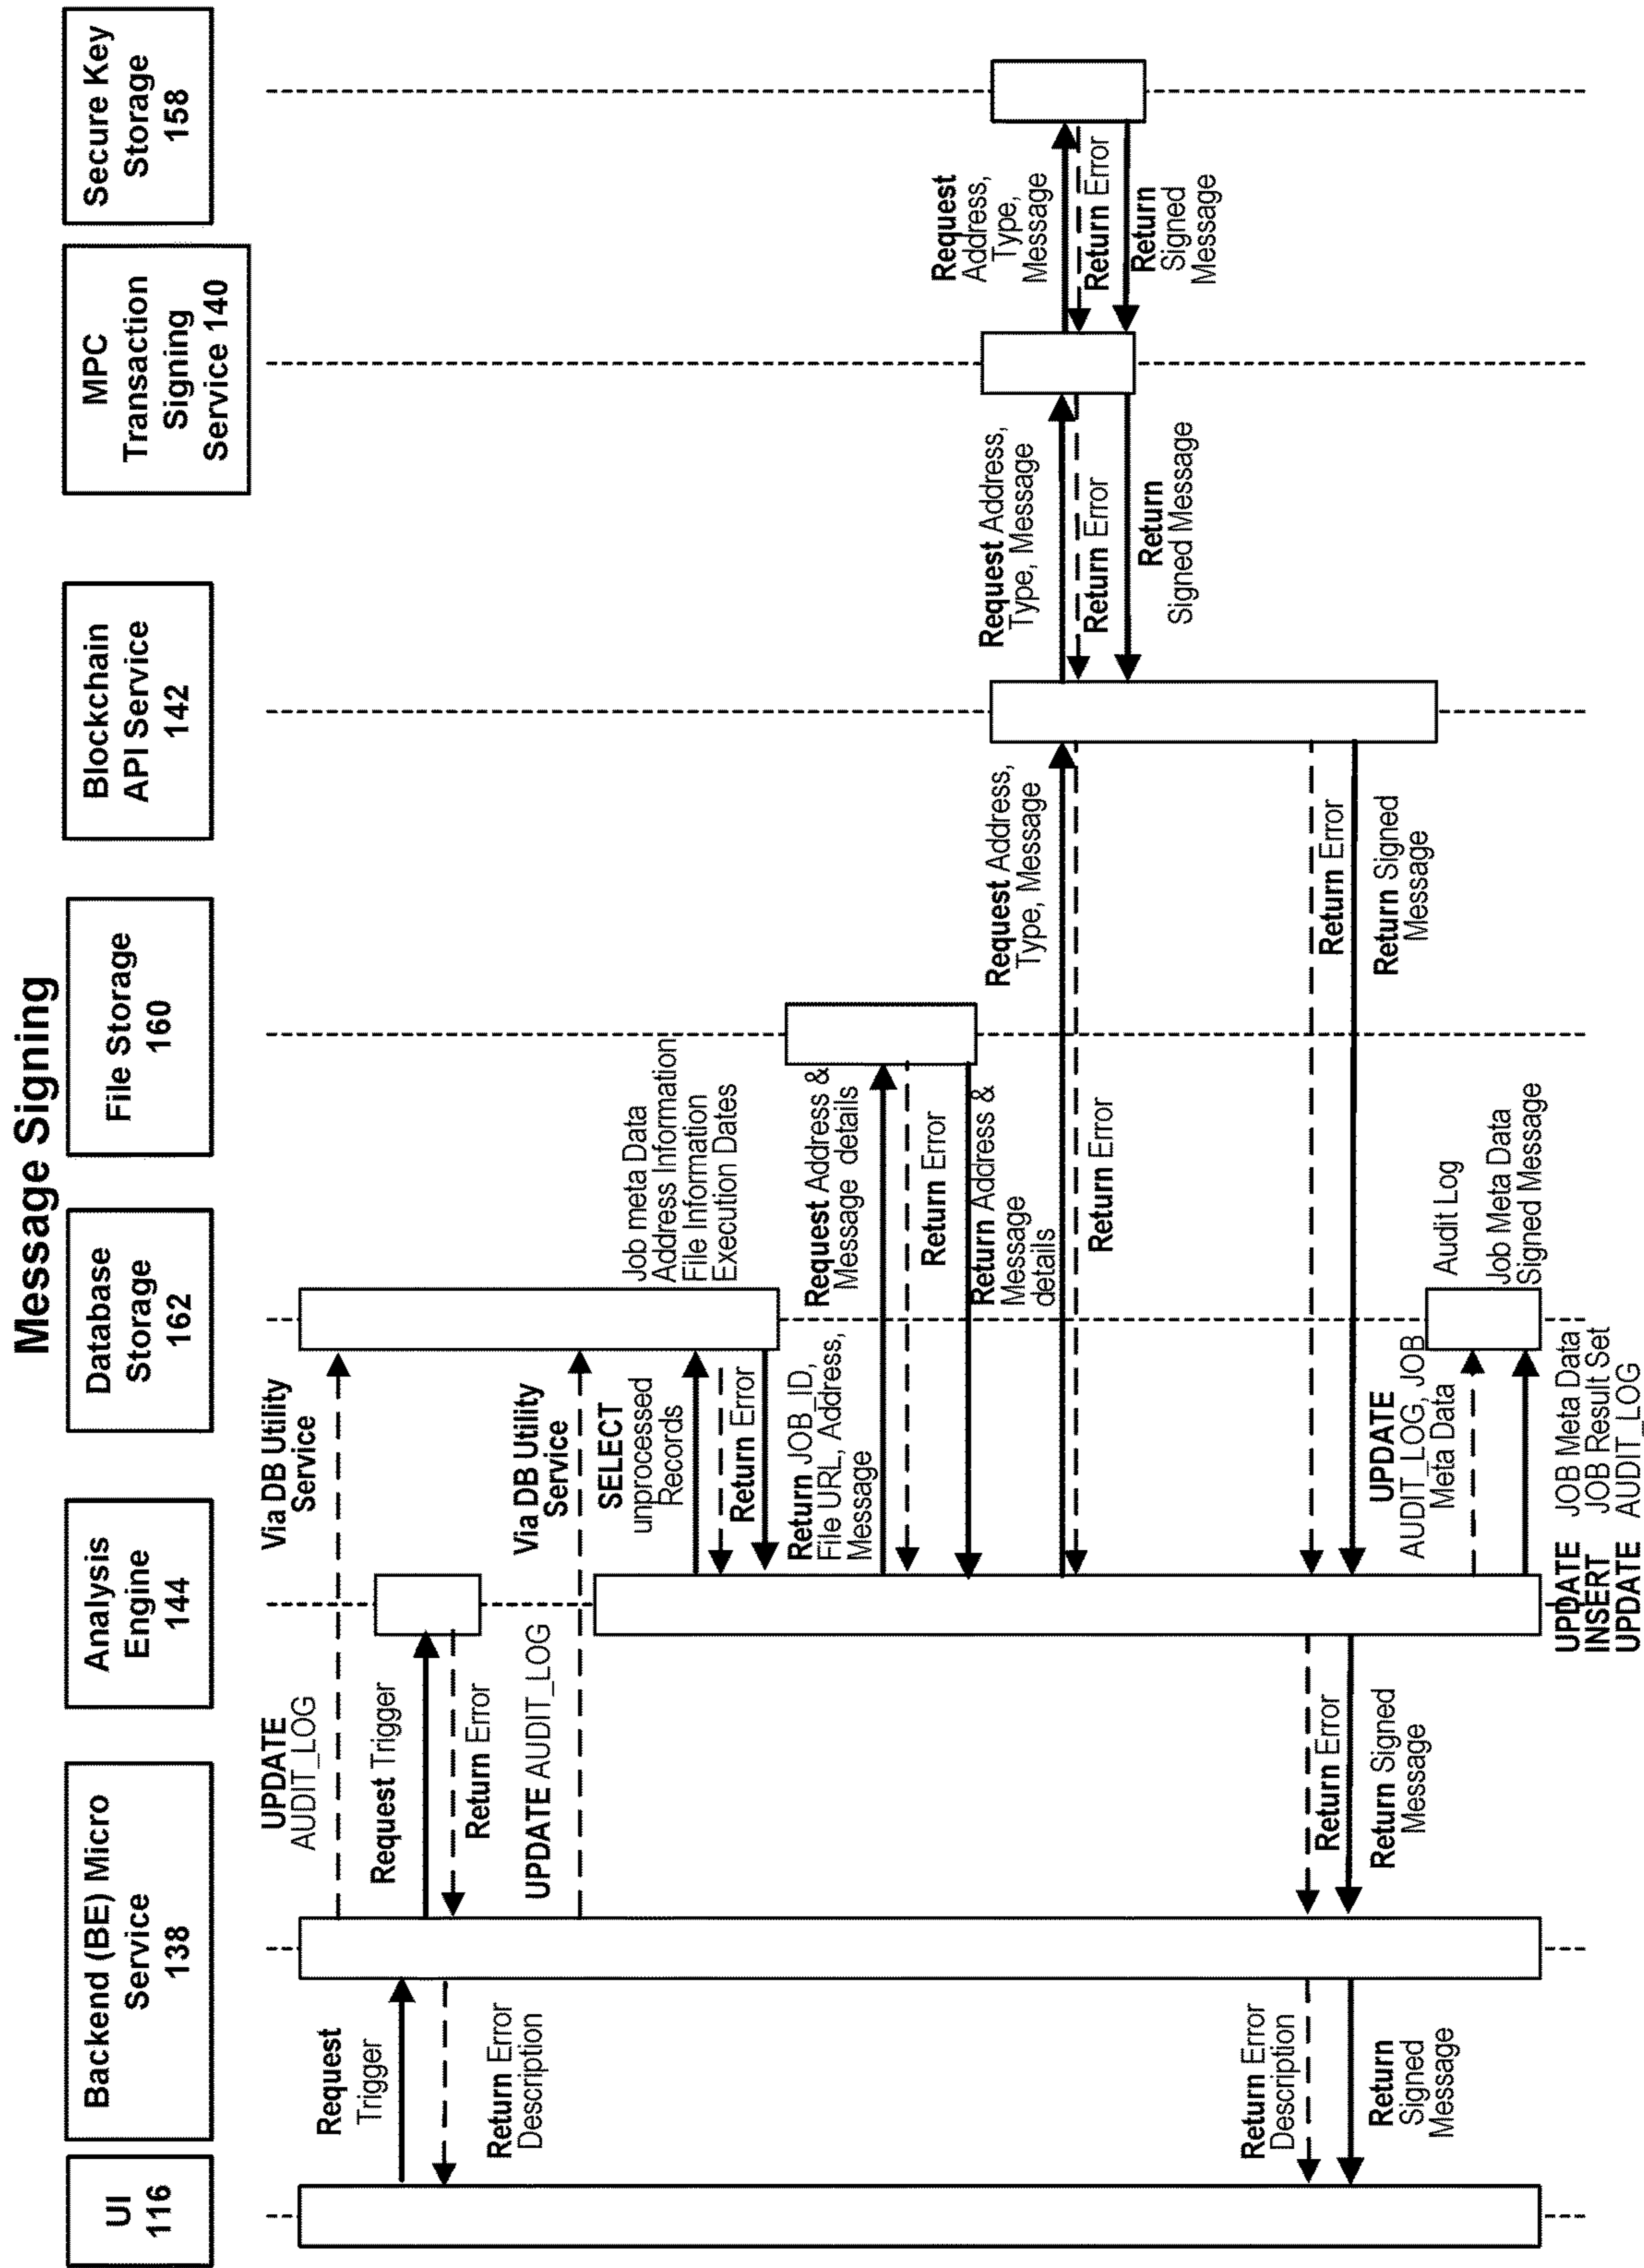 Message Signing
UI
116
Backend (BE) Micro
Service
138
Analysis
Engine
144
Database
Storage
162
File Storage
160
Blockchain
API Service
142
MPC
Transaction
Signing
Service 140
Secure Key
Storage
158
UPDATE
AUDIT_LOG
Via DB Utility
Service
Request
Trigger
Request Trigger
Return Error
Return Error
Description
UPDATE AUDIT_LOG
Via DB Utility
Service
SELECT
unprocessed
Records
Job meta Data
Address Information
File Information
Execution Dates
Return Error
Return JOB_ID,
File URL, Address,
Message
Request Address &
Message details
Return Error
Return Address &
Message
details
Request Address,
Type, Message
Return Error
Request Address,
Type, Message
Return Error
Return
Signed Message
Request
Address,
Type,
Message
Return Error
Return
Signed
Message
Return Error
Return Signed
Message
Return Error
Return Signed
Message
Return Error
Description
Return
Signed
Message
UPDATE
AUDIT_LOG, JOB
Meta Data
Audit Log
Job Meta Data
Signed Message
UPDATE JOB Meta Data
INSERT JOB Result Set
UPDATE AUDIT_LOG